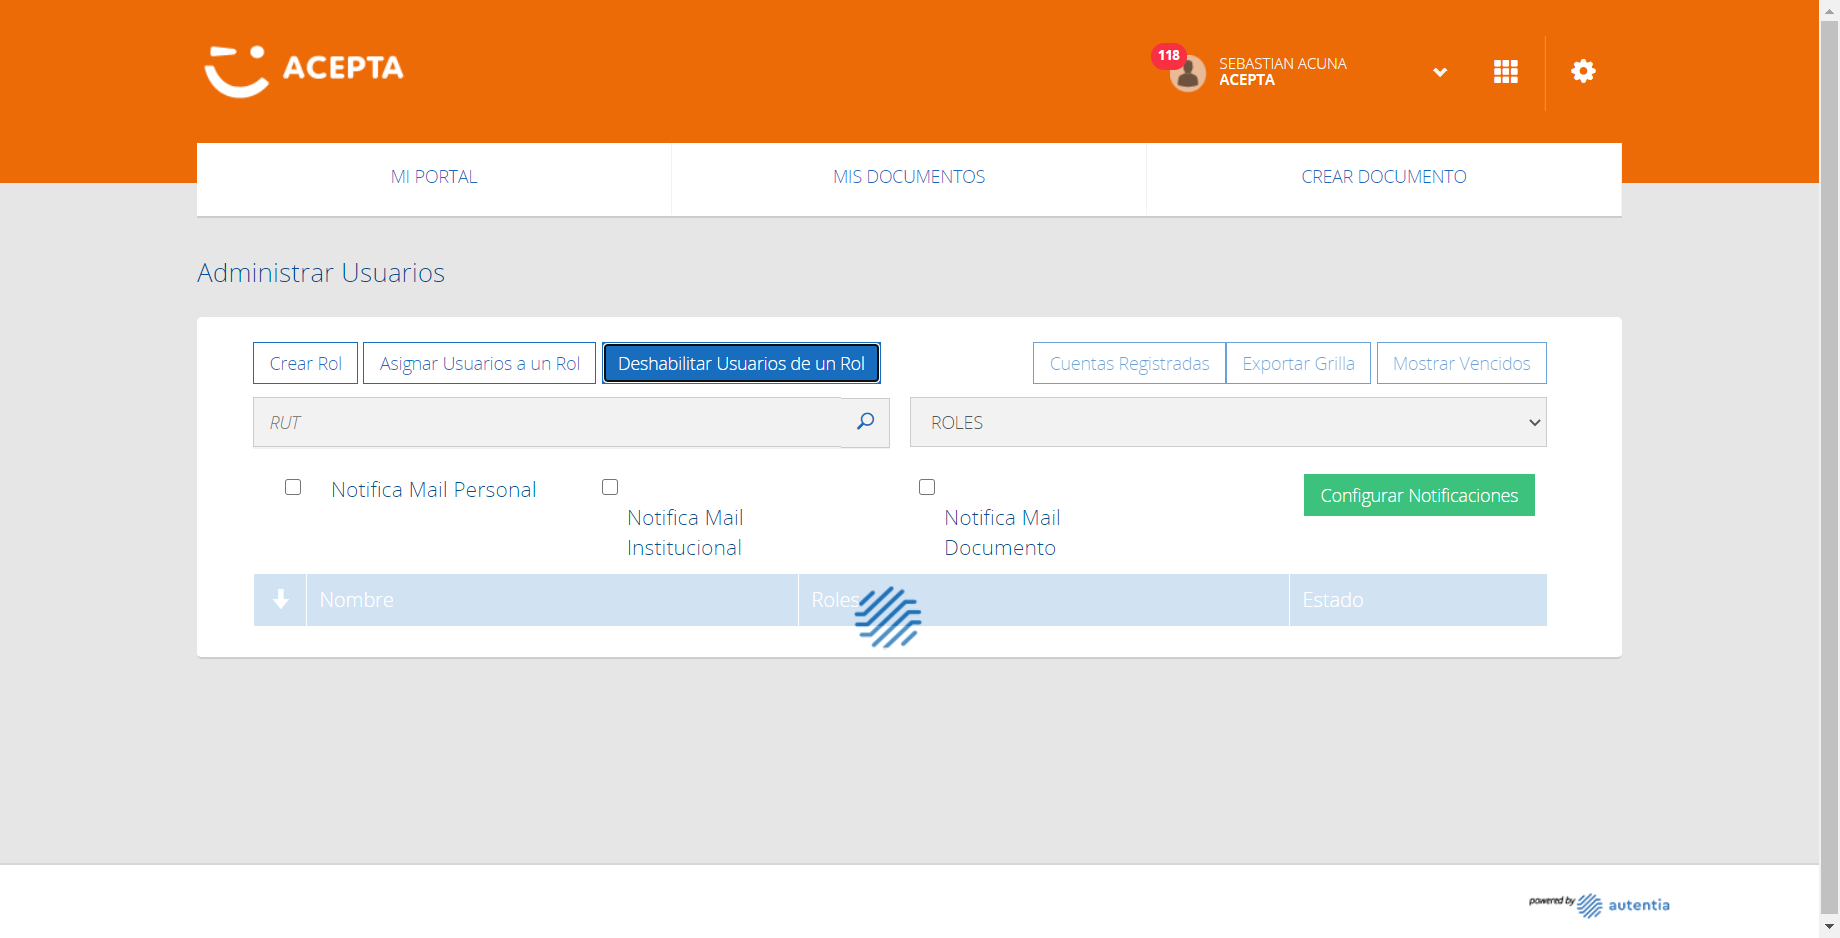 ACEPTA
118
SEBASTIAN ACUNA
ACEPTA
MI PORTAL
MIS DOCUMENTOS
CREAR DOCUMENTO
Administrar Usuarios
Crear Rol
Asignar Usuarios a un Rol
Deshabilitar Usuarios de un Rol
Cuentas Registradas
Exportar Grilla
Mostrar Vencidos
RUT
ROLES
Notifica Mail Personal
Notifica Mail
Institucional
Notifica Mail
Documento
Configurar Notificaciones
Nombre
Roles
Estado
powered by autentia